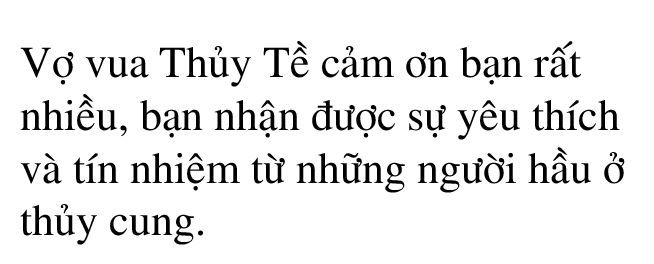 Vợ vua Thủy Tề cảm ơn bạn rất
nhiều, bạn nhận được sự yêu thích
và tín nhiệm từ những người hầu ở
thủy cung.